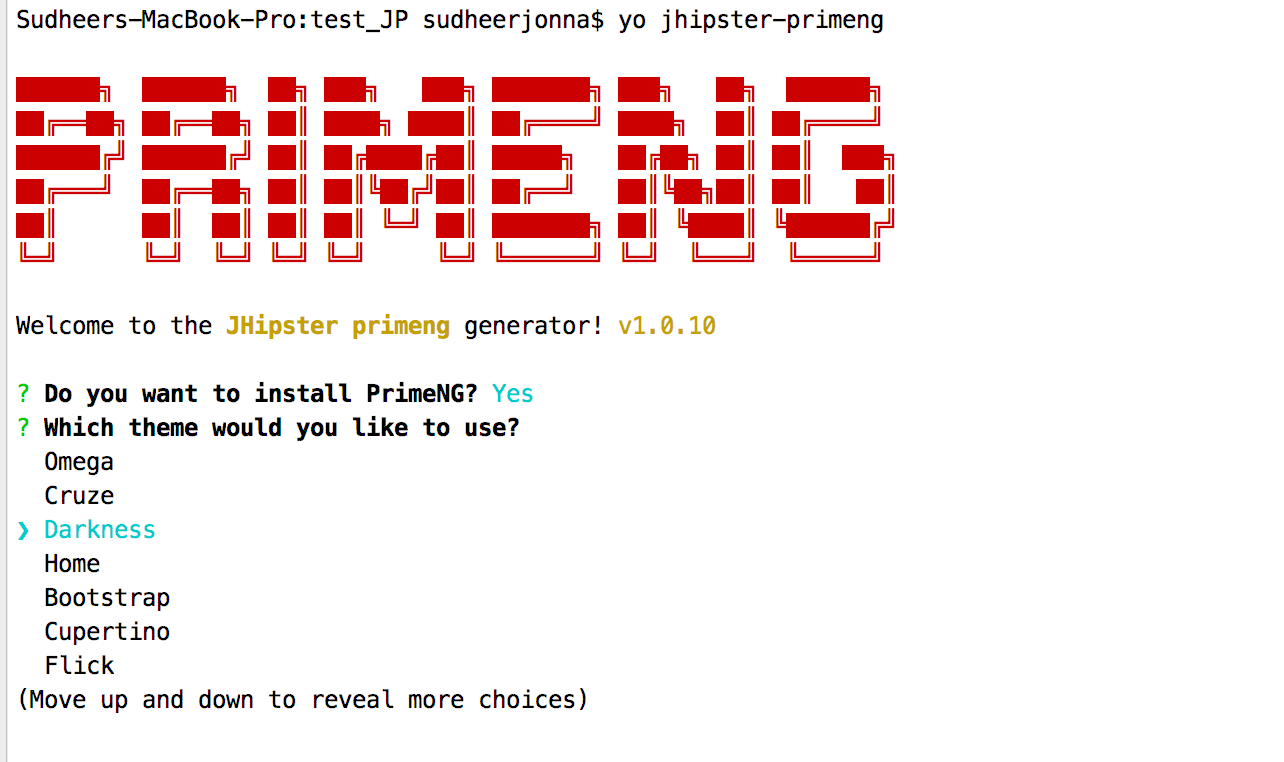 Sudheers-MacBook-Pro:test_JP sudheerjonna$ yo jhipster-primeng
PRIMENG
Welcome to the JHipster primeng generator! v1.0.10
? Do you want to install PrimeNG? Yes
? Which theme would you like to use?
Omega
Cruze
❯ Darkness
Home
Bootstrap
Cupertino
Flick
(Move up and down to reveal more choices)